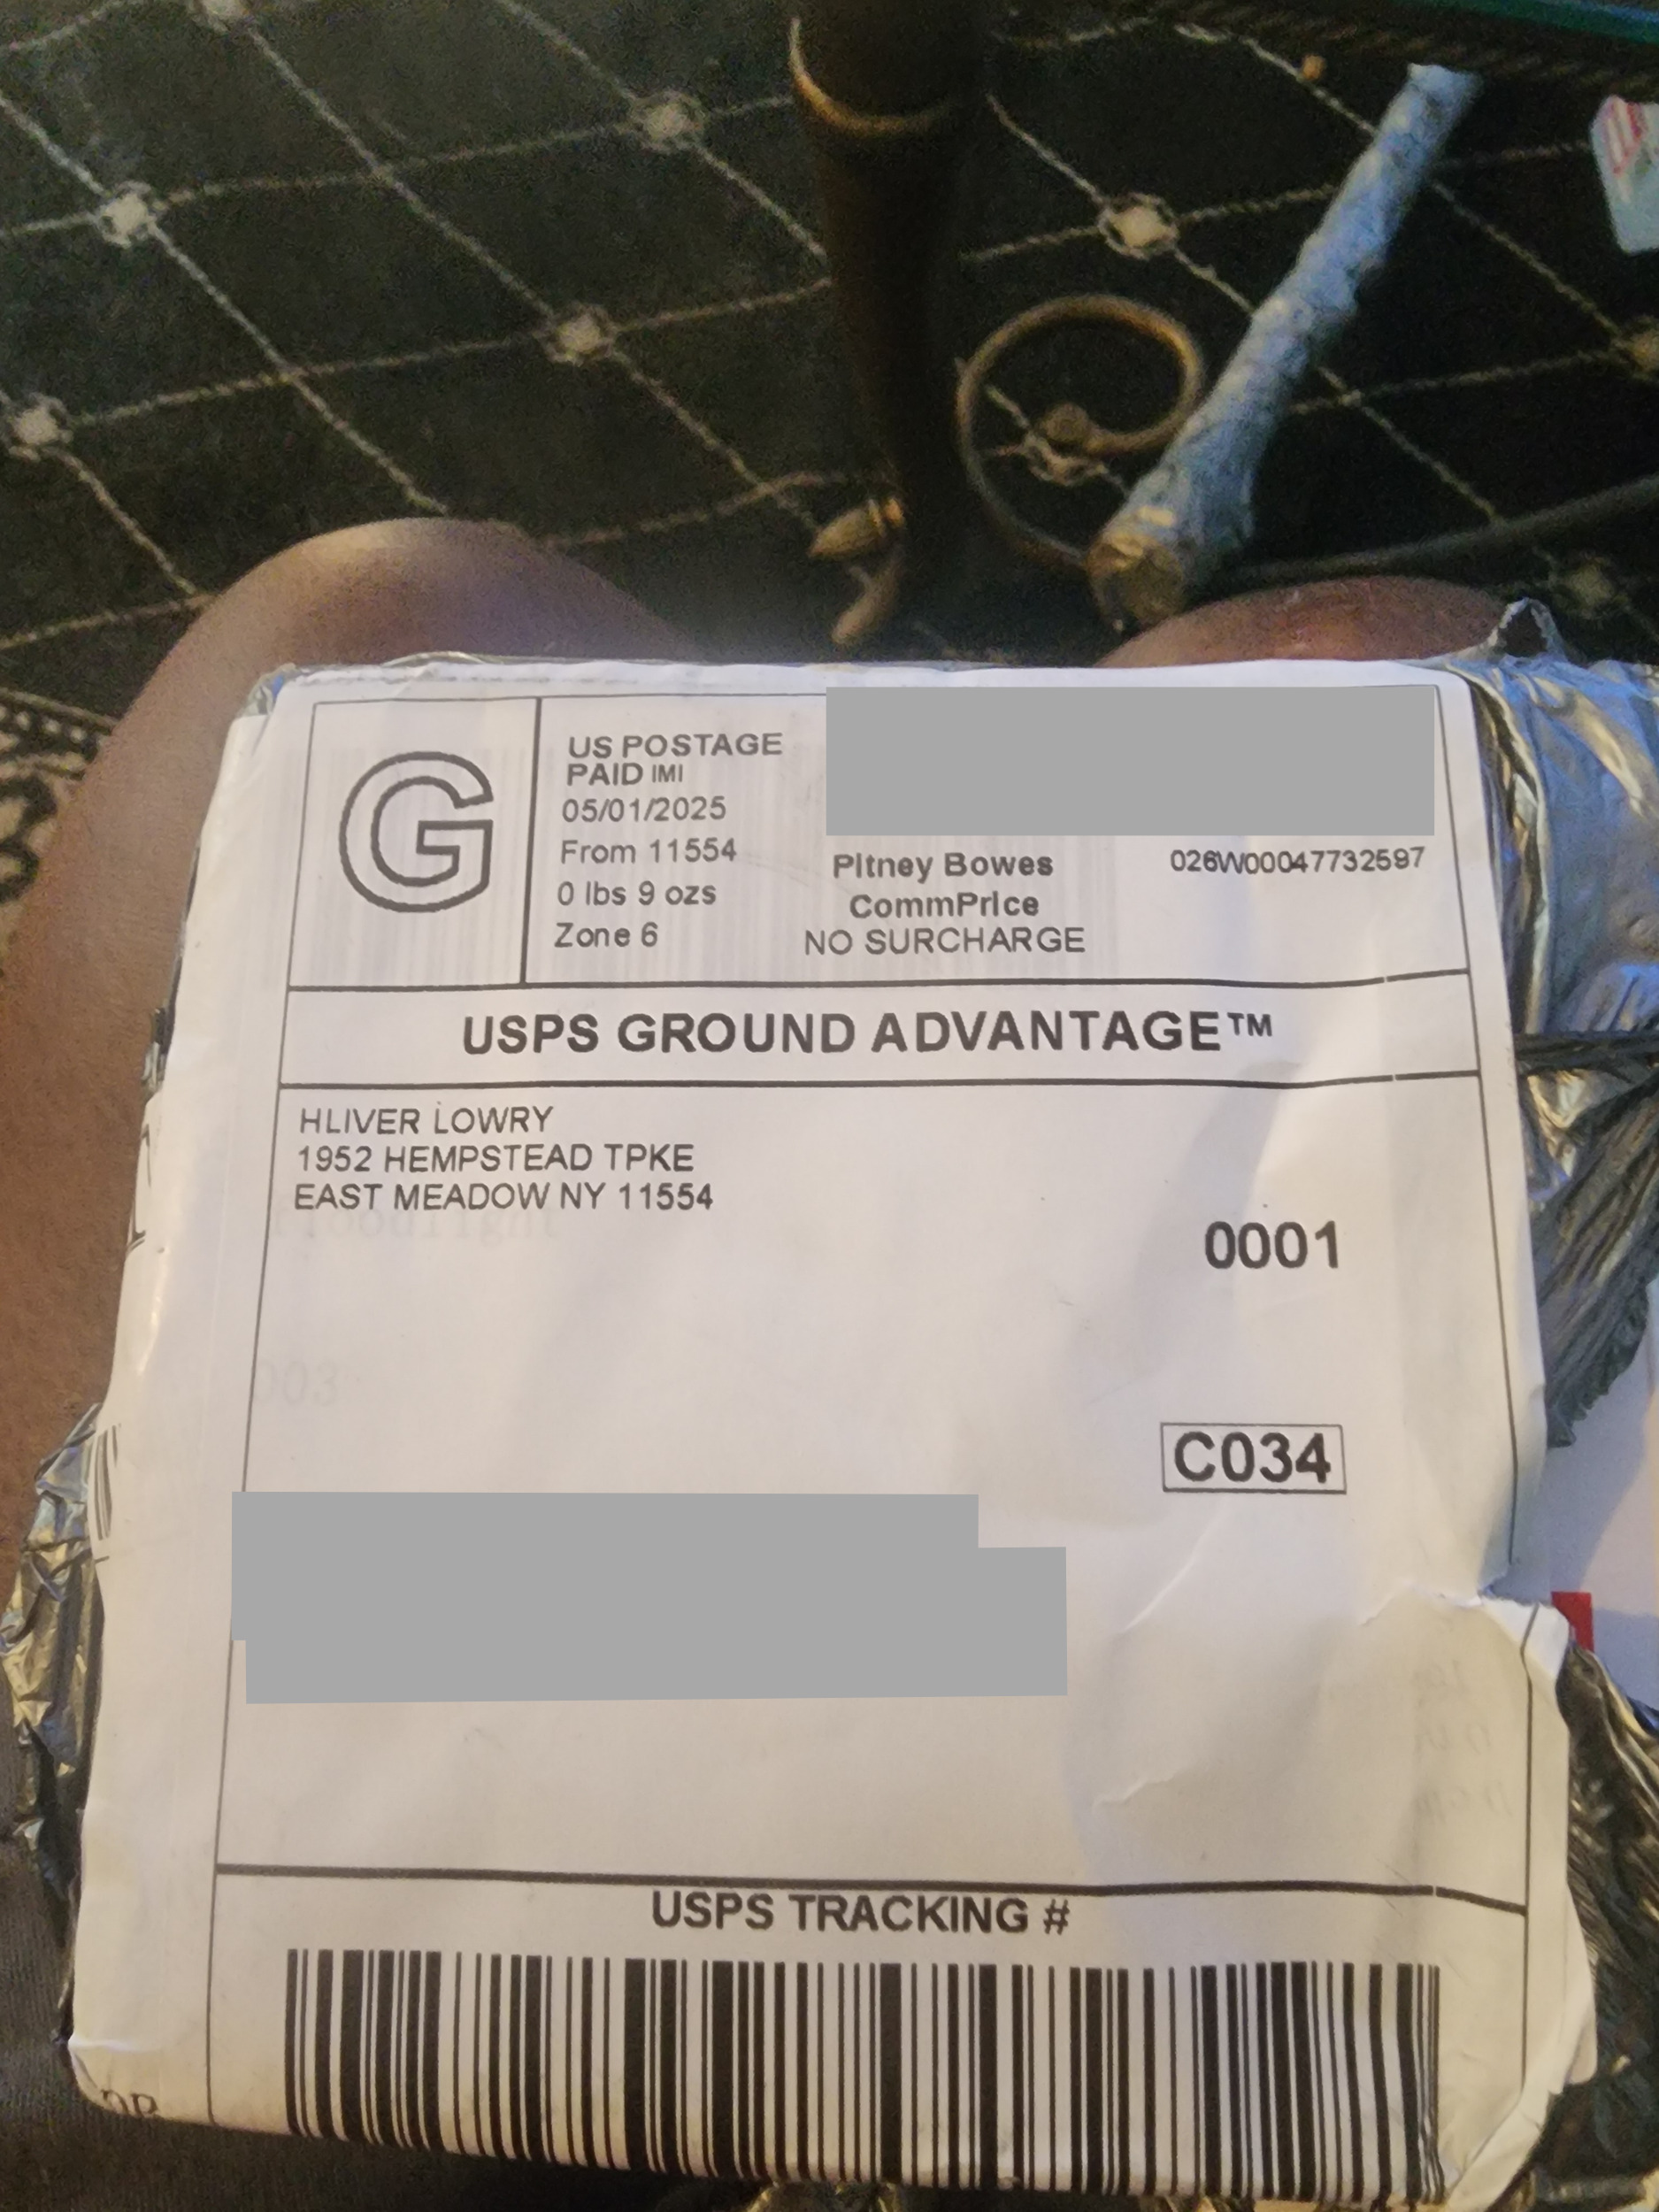 G
US POSTAGE
PAID IMI
05/01/2025
From 11554
0 lbs 9 ozs
Zone 6
Pitney Bowes
CommPrice
NO SURCHARGE
026W00047732597
USPS GROUND ADVANTAGE™
HLIVER LOWRY
1952 HEMPSTEAD TPKE
EAST MEADOW NY 11554
0001
C034
USPS TRACKING #